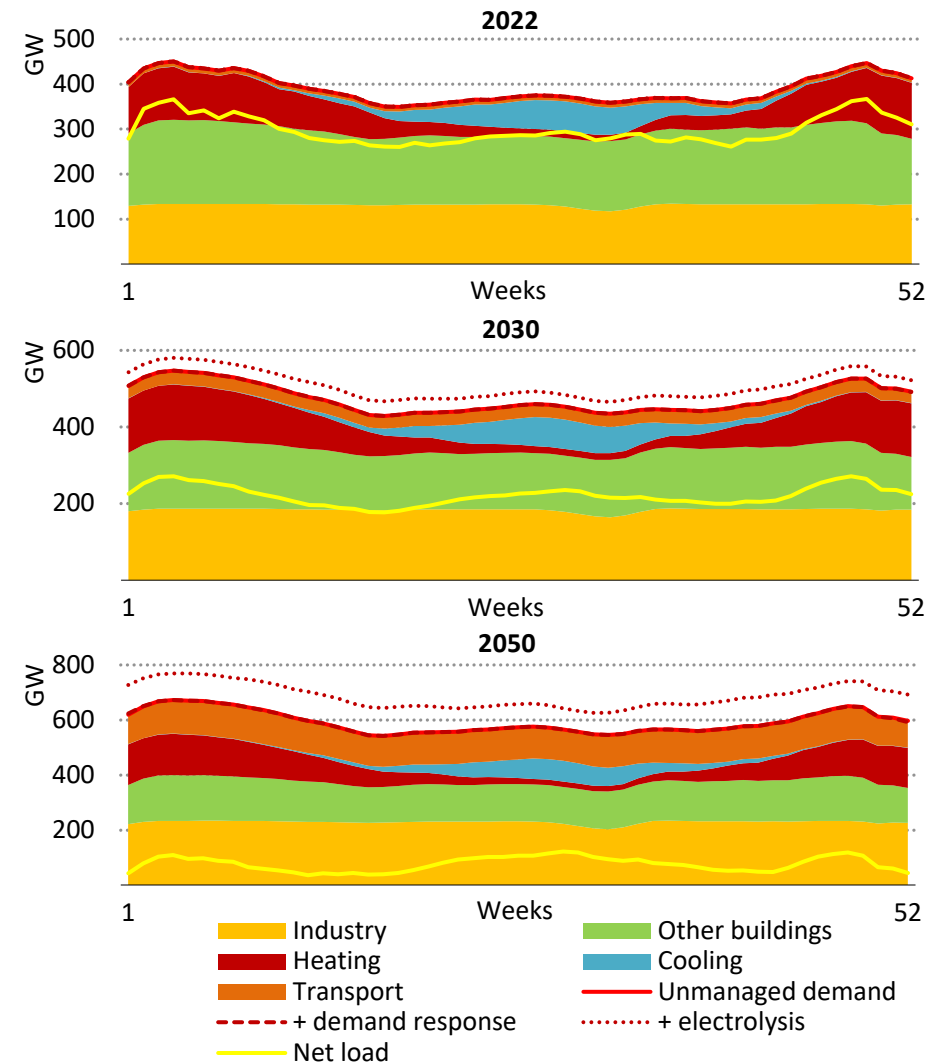 2022
GW
500
400
300
200
100
1 Weeks 52
2030
GW
600
400
200
1 Weeks 52
2050
GW
800
600
400
200
1 Weeks 52
Industry Other buildings
Heating Cooling
Transport Unmanaged demand
+ demand response + electrolysis
Net load